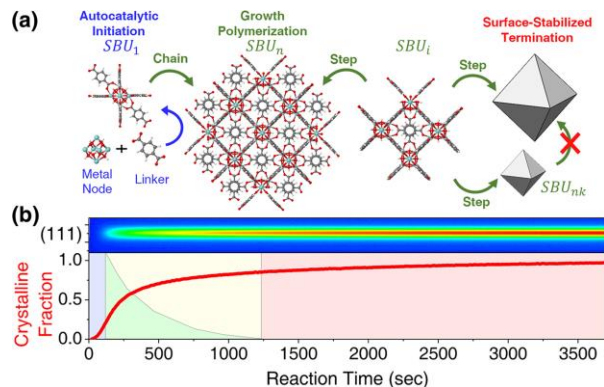 (a)
Autocatalytic
Initiation
SBU₁
Growth
Polymerization
SBUₙ
SBUᵢ
Surface-Stabilized
Termination
Chain
Step
Step
+
Metal
Node
Linker
Step
SBUₙₖ
(b)
(111)
Crystalline
Fraction
1.0
0.5
0.0
0 500 1000 1500 2000 2500 3000 3500
Reaction Time (sec)